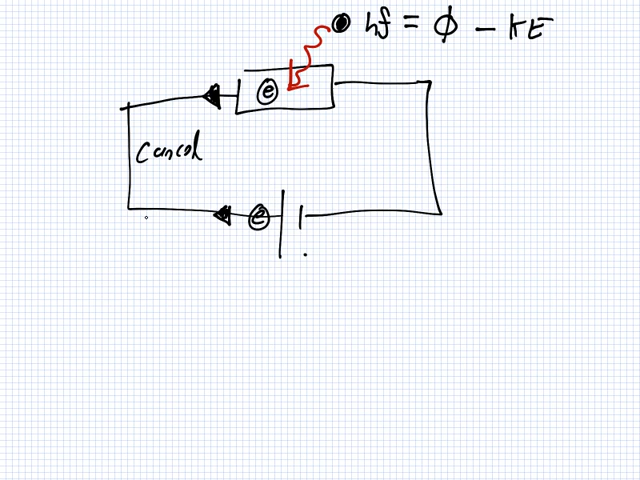 hf = ϕ - KE
e
Cancel
e